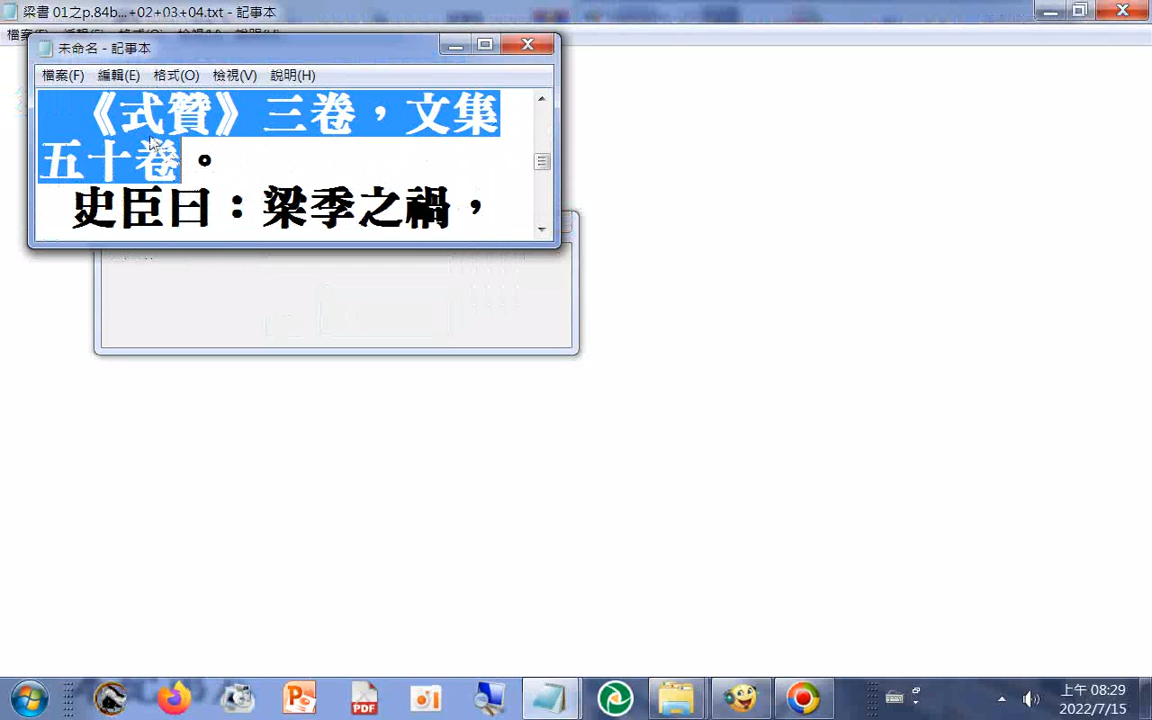 梁書 01之p.84b...+02+03+04.txt - 記事本
未命名 - 記事本
檔案(F) 編輯(E) 格式(O) 檢視(V) 說明(H)
《式贊》三卷，文集
五十卷。
史臣曰：梁季之禍，
上午 08:29
2022/7/15